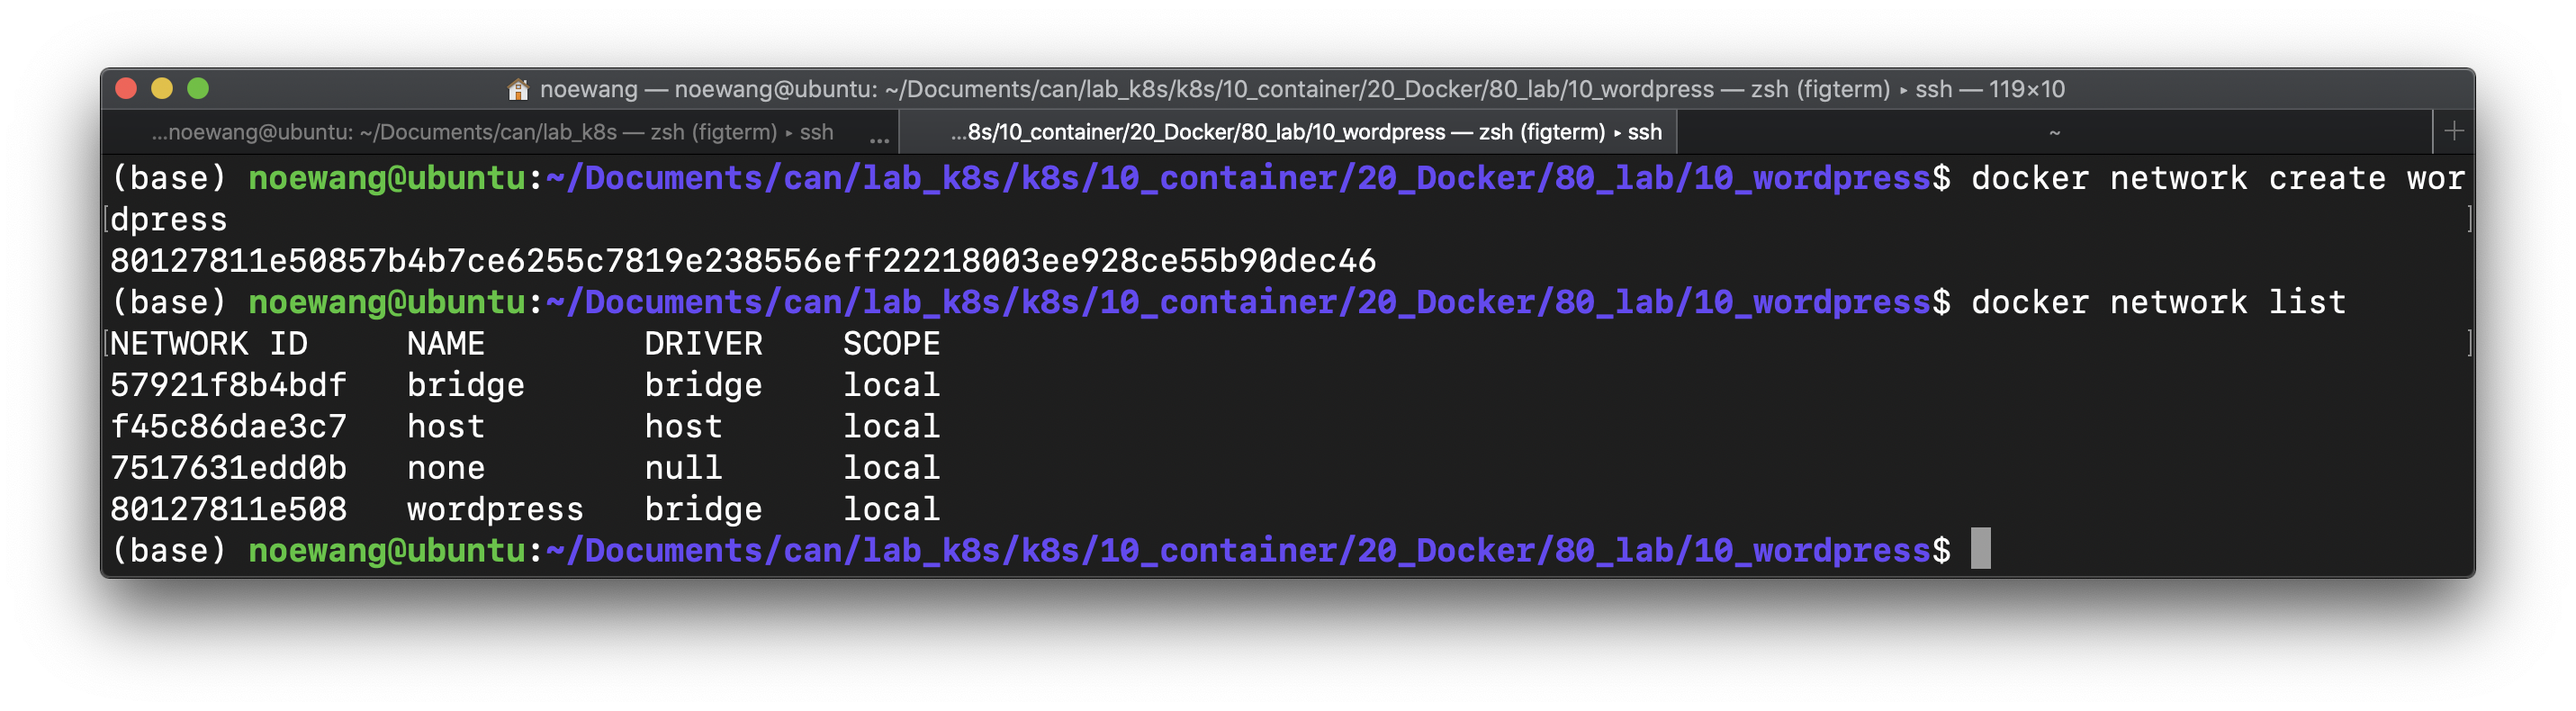 noewang — noewang@ubuntu: ~/Documents/can/lab_k8s/k8s/10_container/20_Docker/80_lab/10_wordpress — zsh (figterm) ▸ ssh — 119×10
...noewang@ubuntu: ~/Documents/can/lab_k8s — zsh (figterm) ▸ ssh ... ...8s/10_container/20_Docker/80_lab/10_wordpress — zsh (figterm) ▸ ssh ~ +
(base) noewang@ubuntu:~/Documents/can/lab_k8s/k8s/10_container/20_Docker/80_lab/10_wordpress$ docker network create wor
[dpress ]
80127811e50857b4b7ce6255c7819e238556eff22218003ee928ce55b90dec46
(base) noewang@ubuntu:~/Documents/can/lab_k8s/k8s/10_container/20_Docker/80_lab/10_wordpress$ docker network list
[NETWORK ID NAME DRIVER SCOPE ]
57921f8b4bdf bridge bridge local
f45c86dae3c7 host host local
7517631edd0b none null local
80127811e508 wordpress bridge local
(base) noewang@ubuntu:~/Documents/can/lab_k8s/k8s/10_container/20_Docker/80_lab/10_wordpress$